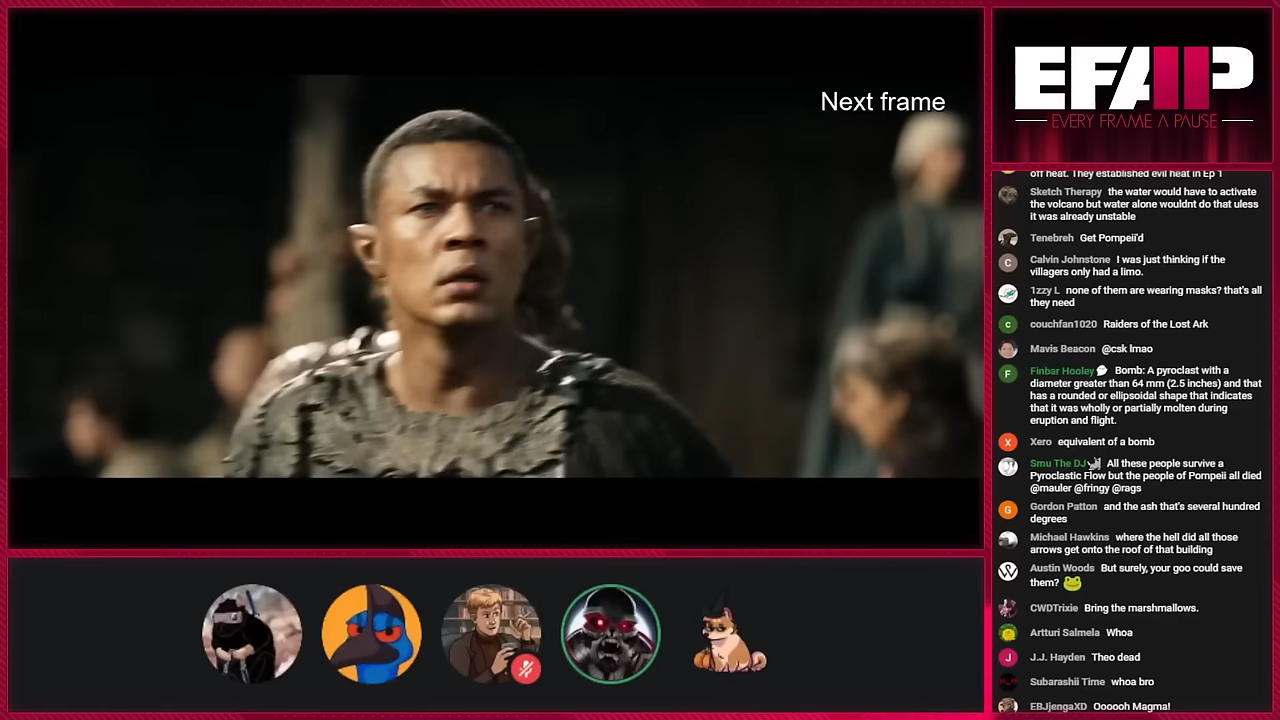 Next frame
EFAP
EVERY FRAME A PAUSE
off heat. They established evil heat in Ep 1
Sketch Therapy the water would have to activate
the volcano but water alone wouldnt do that uless
it was already unstable
Tenebreh Get Pompeii'd
C
Calvin Johnstone I was just thinking if the
villagers only had a limo.
1zzy L none of them are wearing masks? that's all
they need
c
couchfan1020 Raiders of the Lost Ark
Mavis Beacon @csk lmao
F
Finbar Hooley Bomb: A pyroclast with a
diameter greater than 64 mm (2.5 inches) and that
has a rounded or ellipsoidal shape that indicates
that it was wholly or partially molten during
eruption and flight.
X
Xero equivalent of a bomb
Smu The DJ All these people survive a
Pyroclastic Flow but the people of Pompeii all died
@mauler @fringy @rags
G
Gordon Patton and the ash that's several hundred
degrees
Michael Hawkins where the hell did all those
arrows get onto the roof of that building
W
Austin Woods But surely, your goo could save
them?
CWDTrixie Bring the marshmallows.
Artturi Salmela Whoa
J
J.J. Hayden Theo dead
Subarashii Time whoa bro
EBJjengaXD Oooooh Magma!